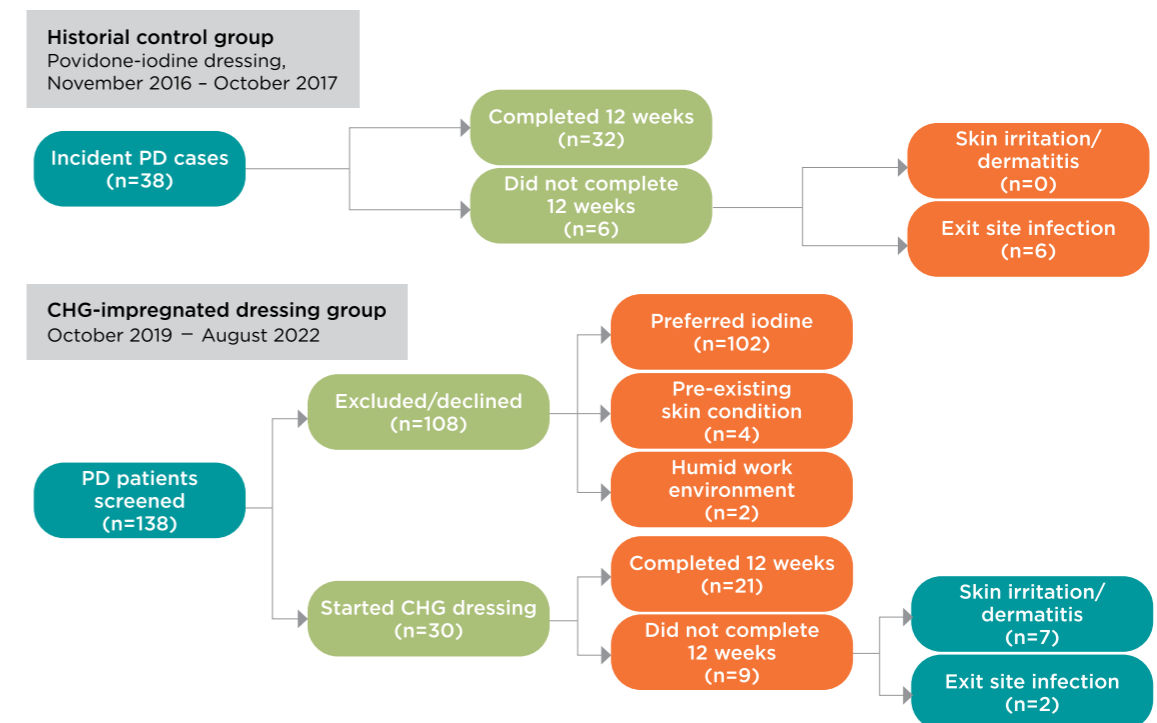 Historial control group
Povidone-iodine dressing,
November 2016 – October 2017
Incident PD cases
(n=38)
Completed 12 weeks
(n=32)
Did not complete
12 weeks
(n=6)
Skin irritation/
dermatitis
(n=0)
Exit site infection
(n=6)
CHG-impregnated dressing group
October 2019 – August 2022
PD patients
screened
(n=138)
Excluded/declined
(n=108)
Preferred iodine
(n=102)
Pre-existing
skin condition
(n=4)
Humid work
environment
(n=2)
Started CHG dressing
(n=30)
Completed 12 weeks
(n=21)
Did not complete
12 weeks
(n=9)
Skin irritation/
dermatitis
(n=7)
Exit site infection
(n=2)